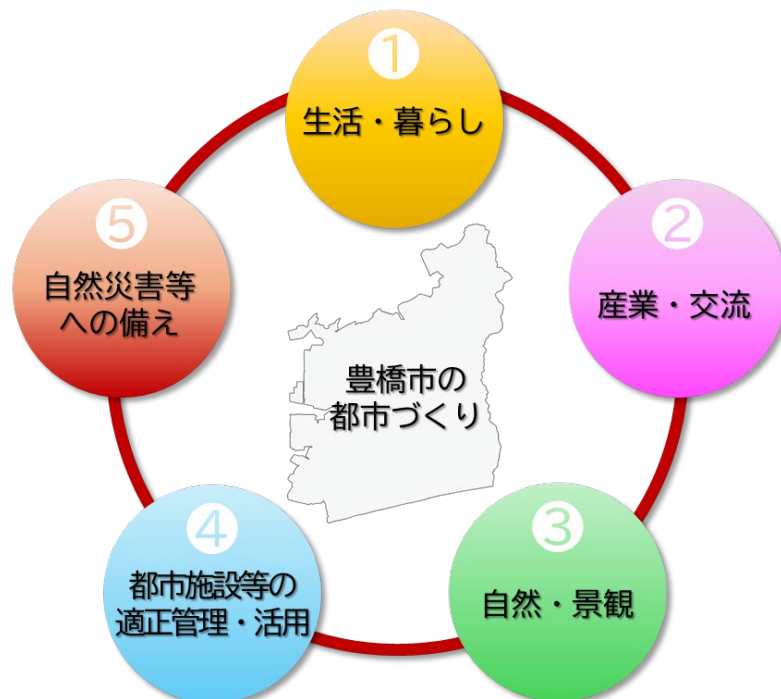 1
生活・暮らし
2
産業・交流
3
自然・景観
4
都市施設等の
適正管理・活用
5
自然災害等
への備え
豊橋市の
都市づくり